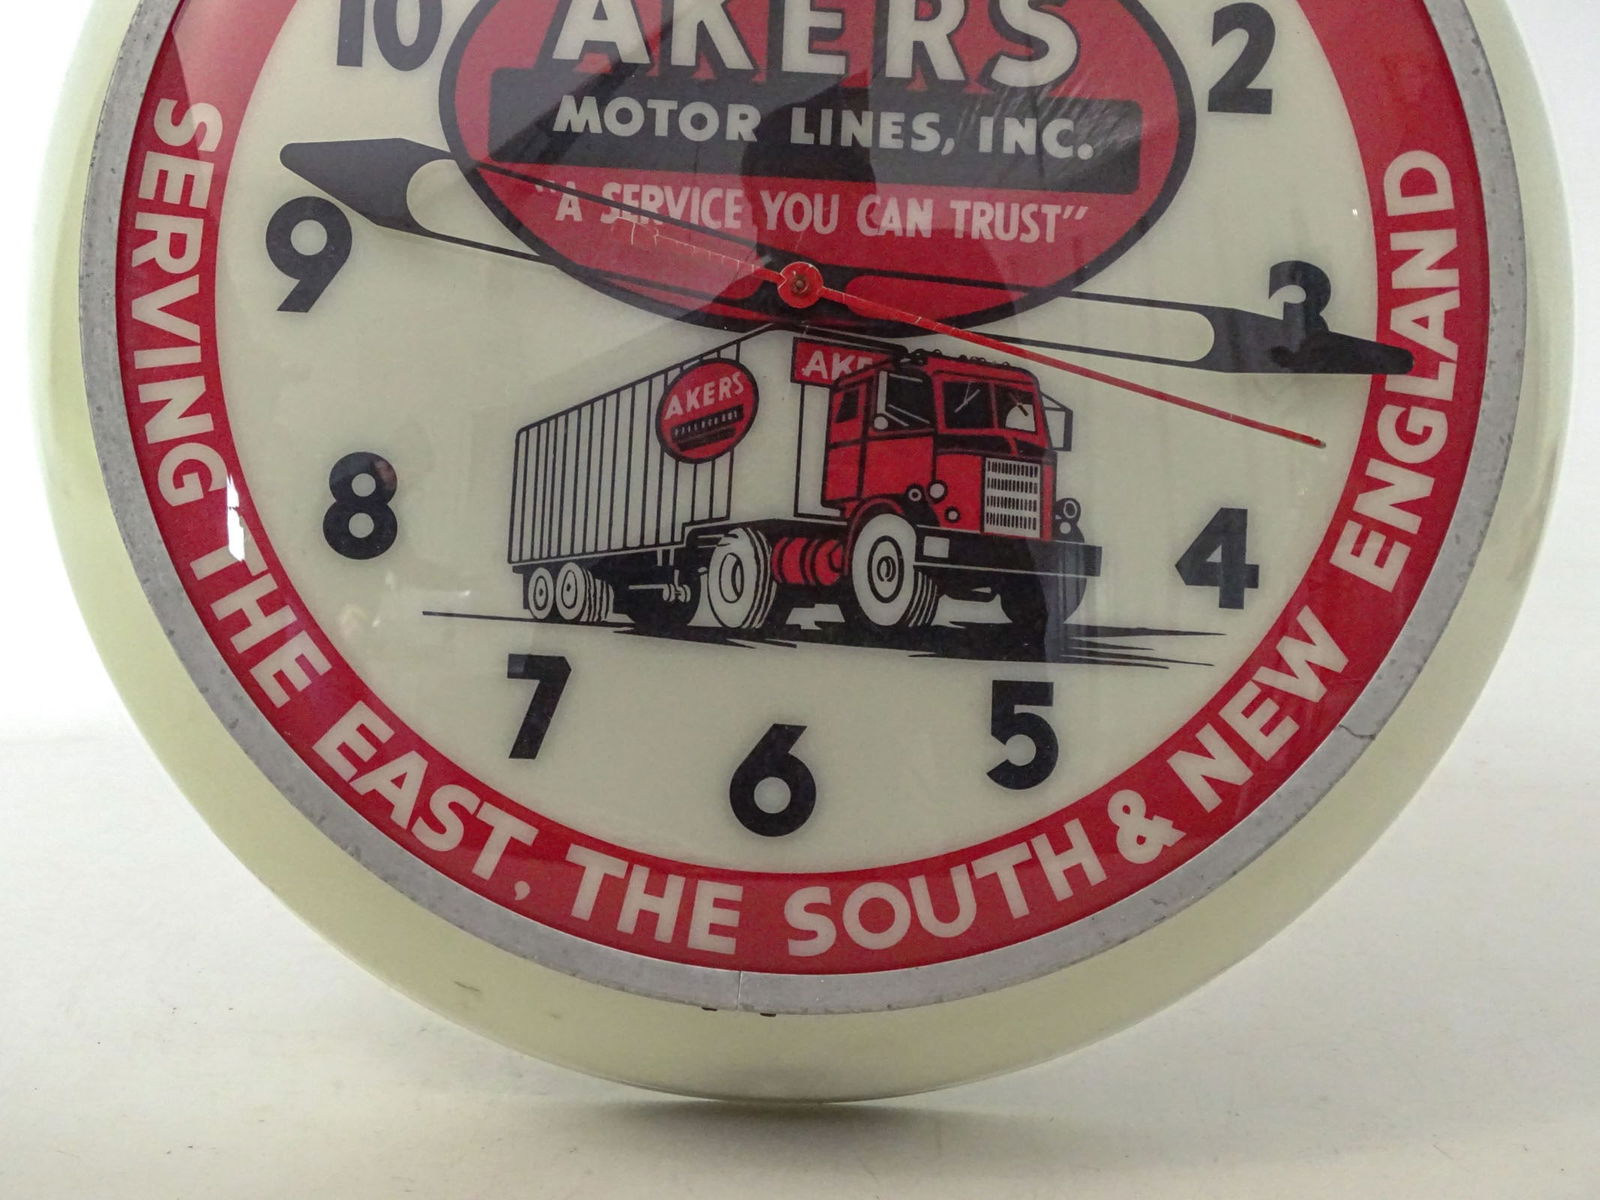 AKERS
MOTOR LINES, INC.
"A SERVICE YOU CAN TRUST"
10
2
9
3
8
4
7
5
6
AKERS
AKE
SERVING THE EAST, THE SOUTH & NEW ENGLAND